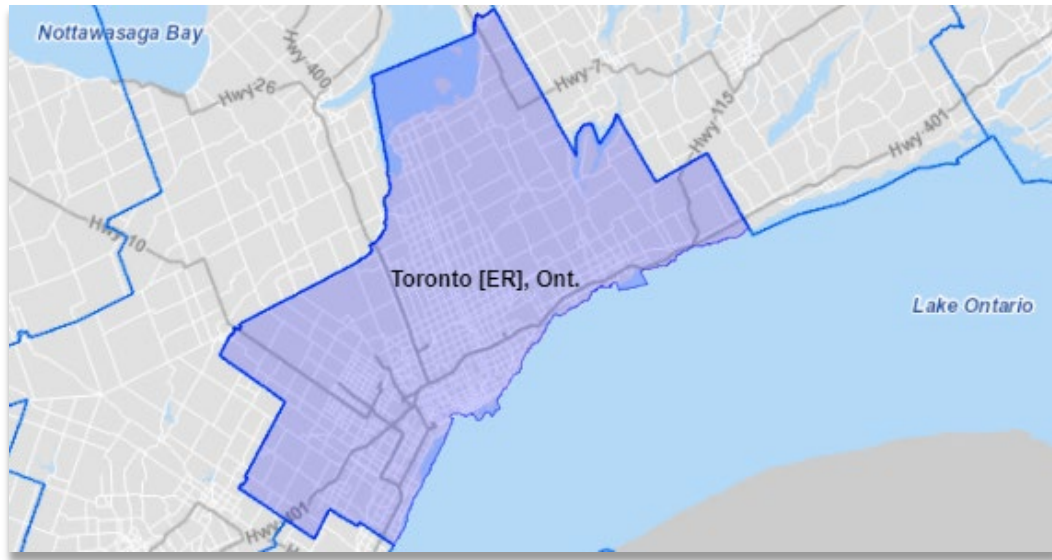 Nottawasaga Bay
Hwy-400
Hwy-26
Hwy-7
Hwy-115
Hwy-401
Hwy-10
Toronto [ER], Ont.
Lake Ontario
Hwy-401